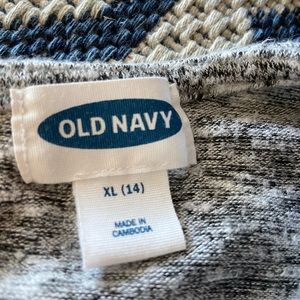 OLD NAVY
XL (14)
MADE IN
CAMBODIA